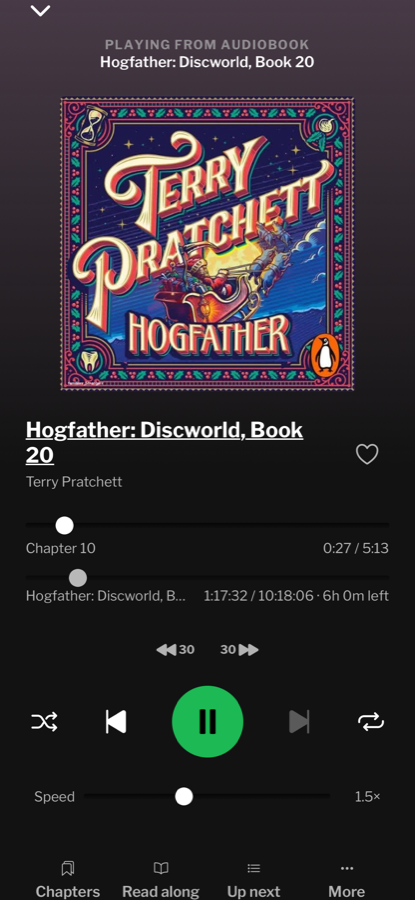 PLAYING FROM AUDIOBOOK
Hogfather: Discworld, Book 20
TERRY
PRATCHETT
HOGFATHER
Hogfather: Discworld, Book
20
Terry Pratchett
Chapter 10
0:27 / 5:13
Hogfather: Discworld, B...
1:17:32 / 10:18:06 · 6h 0m left
30
30
Speed
1.5×
Chapters
Read along
Up next
More